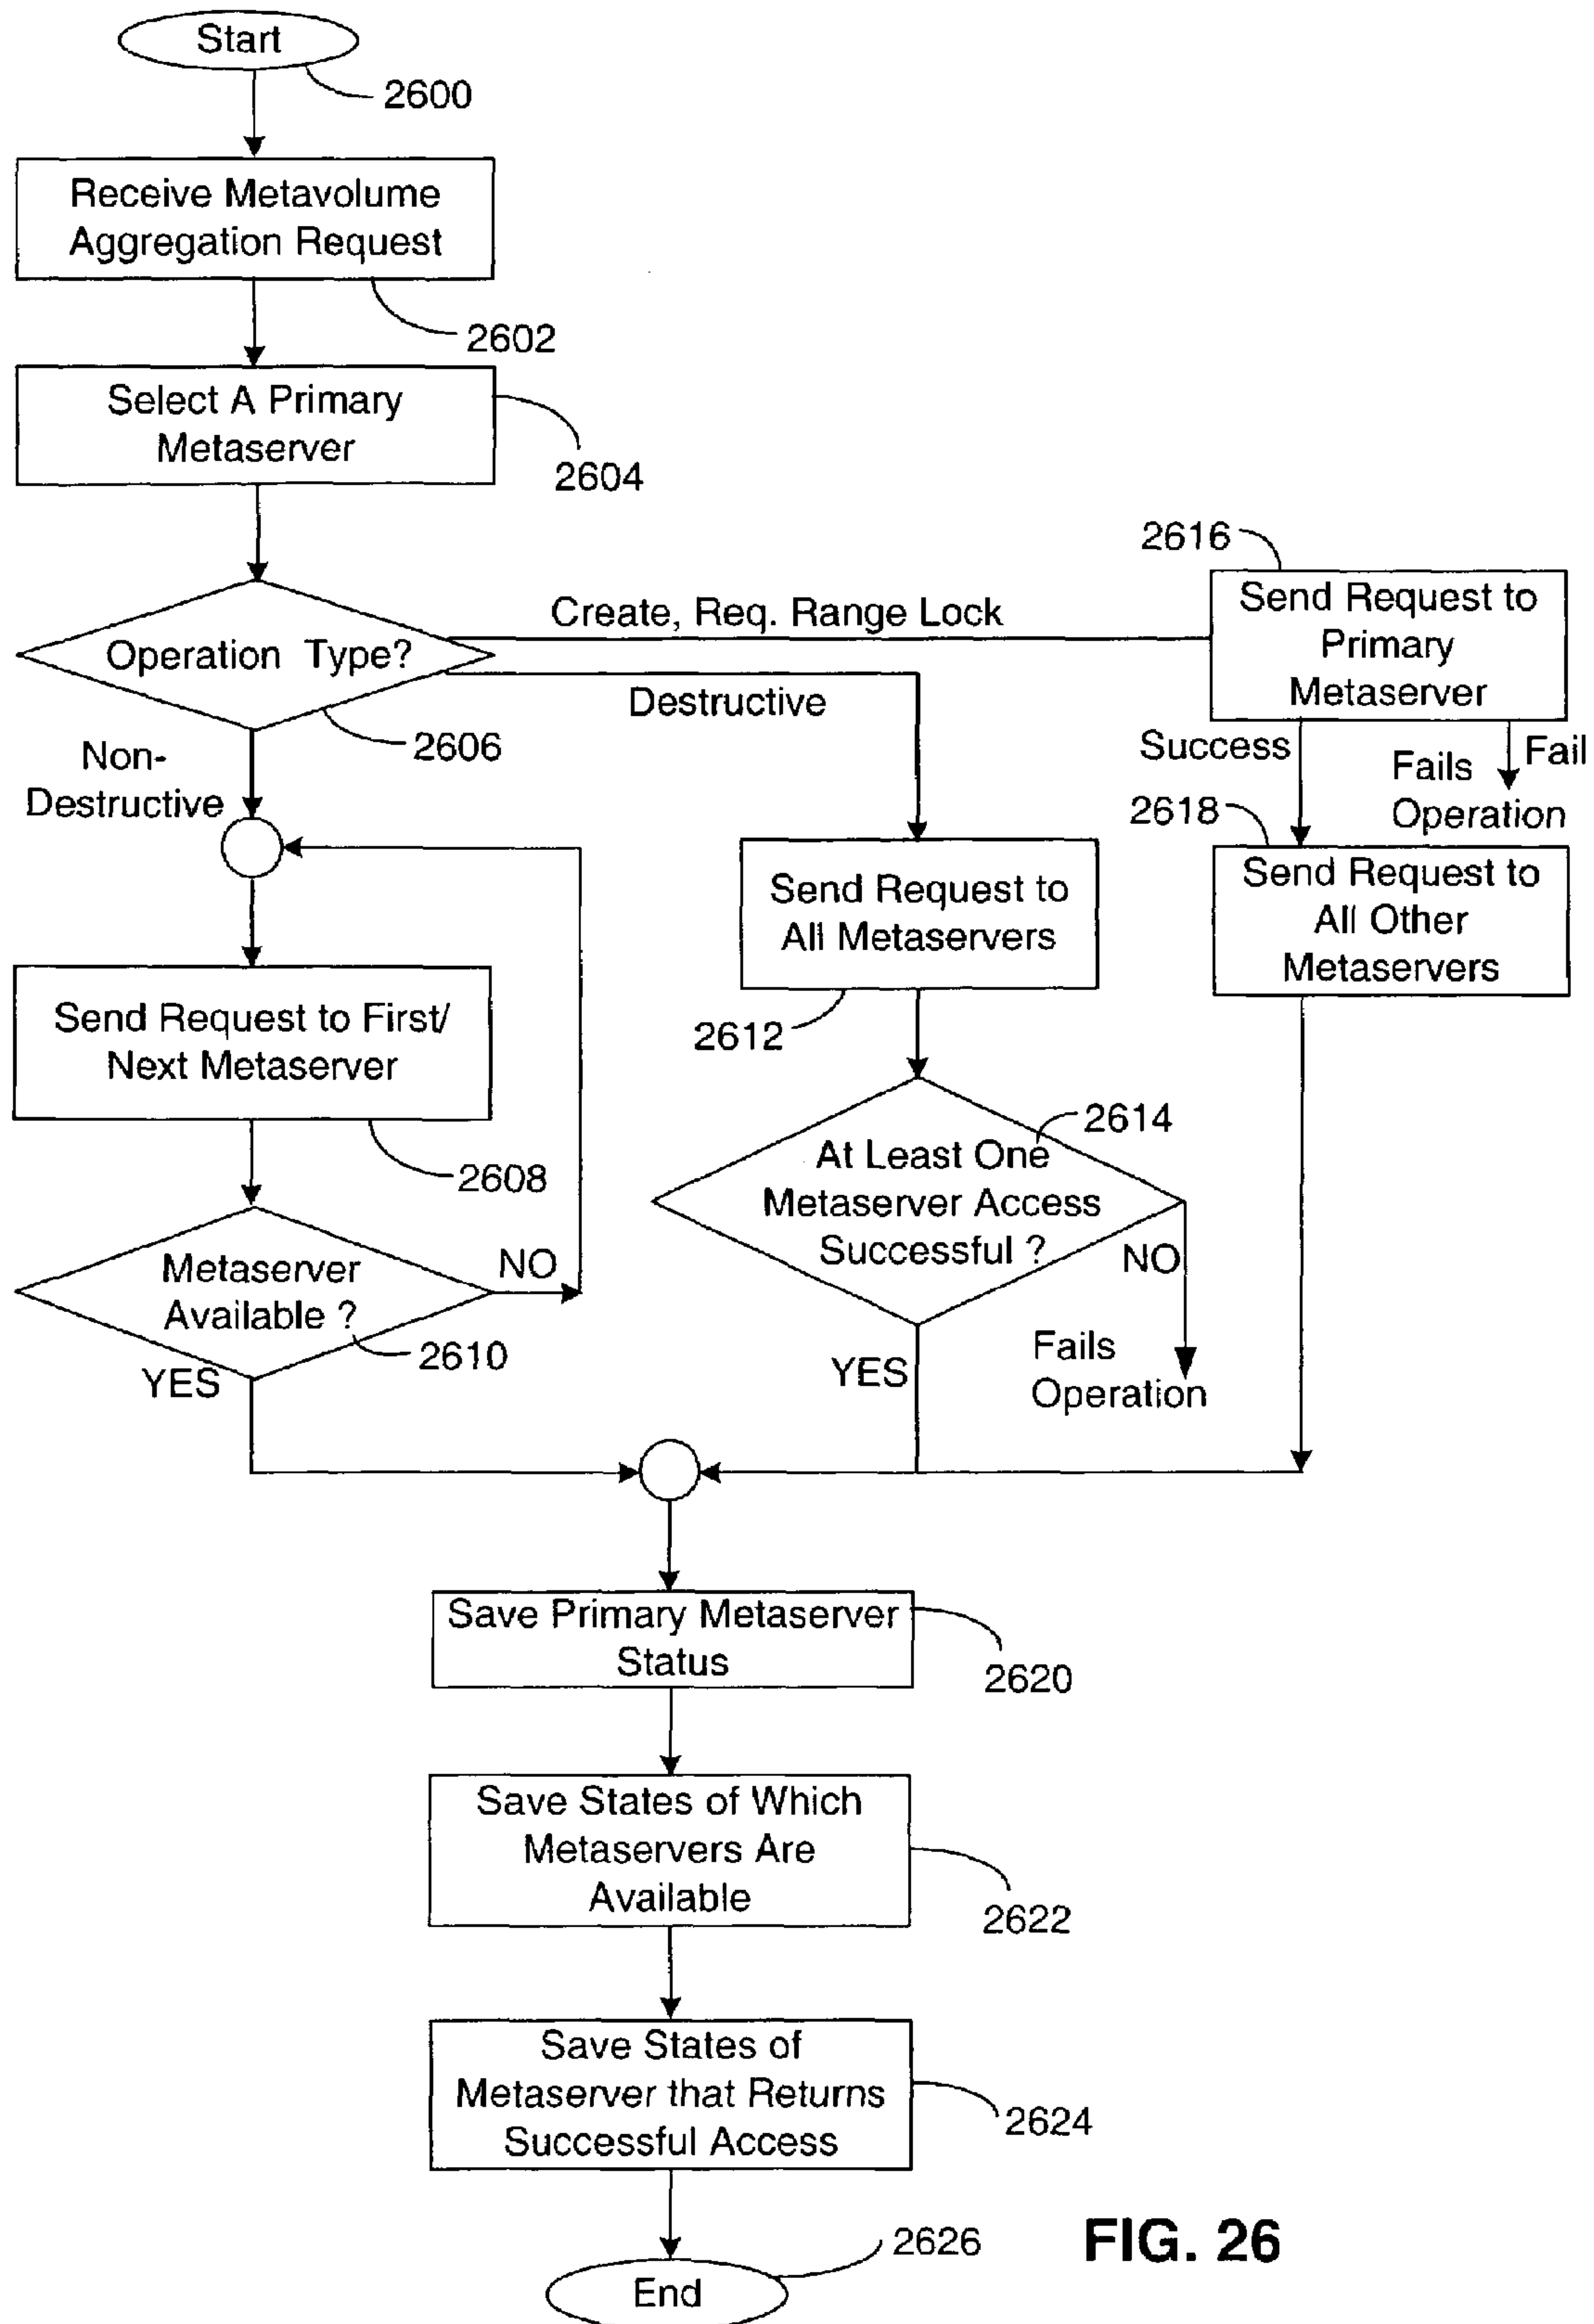 Start
2600
Receive Metavolume
Aggregation Request
2602
Select A Primary
Metaserver
2604
Operation Type?
2606
Create, Req. Range Lock
Destructive
Non-
Destructive
2616
Send Request to
Primary
Metaserver
Success
Fail
Fails
Operation
2618
Send Request to
All Other
Metaservers
Send Request to First/
Next Metaserver
2608
Metaserver
Available ?
2610
NO
YES
Send Request to
All Metaservers
2612
At Least One
Metaserver Access
Successful ?
2614
NO
Fails
Operation
YES
Save Primary Metaserver
Status
2620
Save States of Which
Metaservers Are
Available
2622
Save States of
Metaserver that Returns
Successful Access
2624
End
2626
FIG. 26